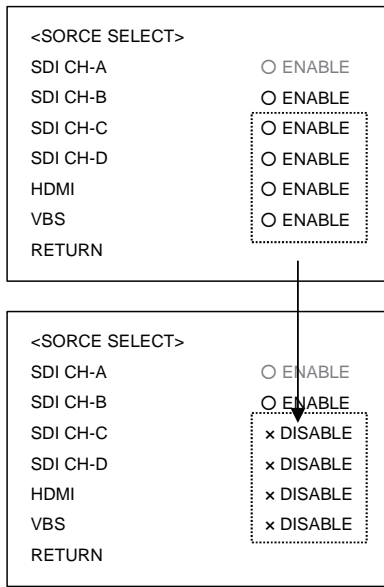 <SORCE SELECT>
SDI CH-A ○ ENABLE
SDI CH-B ○ ENABLE
SDI CH-C ○ ENABLE
SDI CH-D ○ ENABLE
HDMI ○ ENABLE
VBS ○ ENABLE
RETURN
<SORCE SELECT>
SDI CH-A ○ ENABLE
SDI CH-B ○ ENABLE
SDI CH-C × DISABLE
SDI CH-D × DISABLE
HDMI × DISABLE
VBS × DISABLE
RETURN